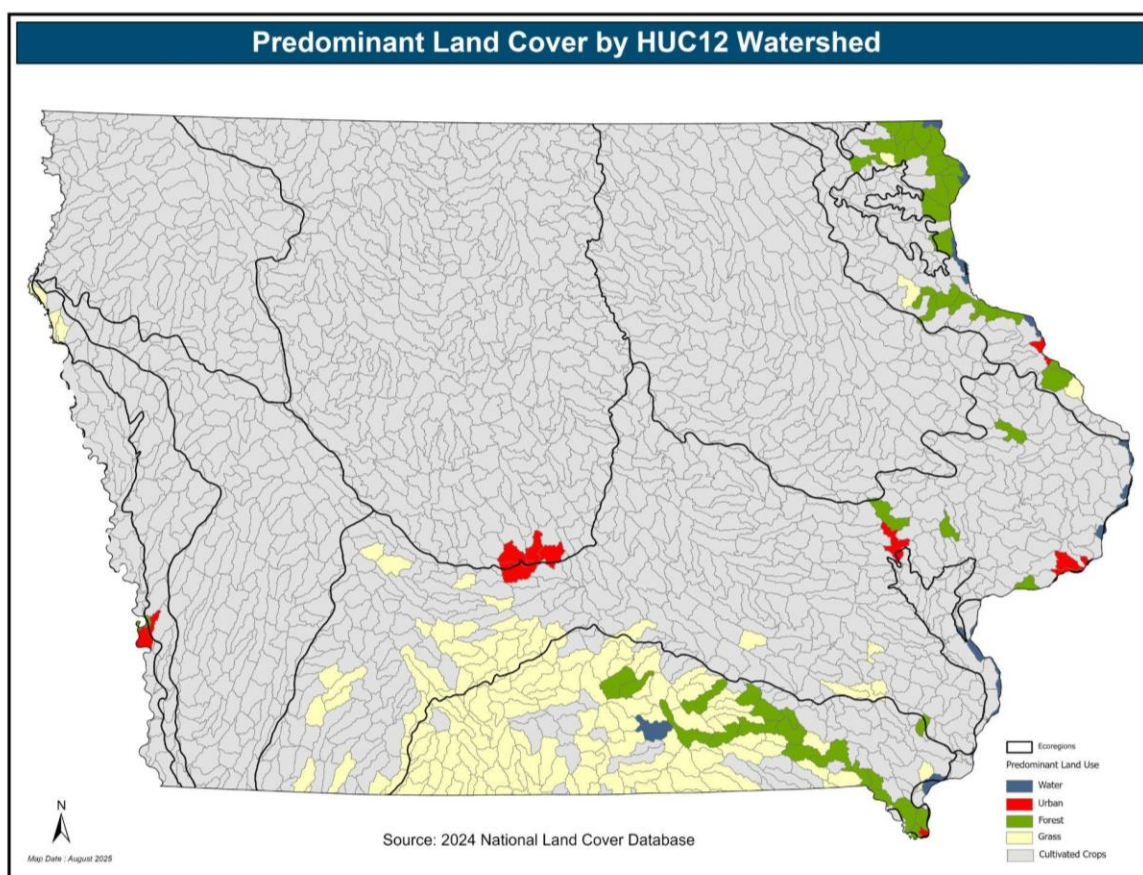 Predominant Land Cover by HUC12 Watershed
Ecoregions
Predominant Land Use
Water
Urban
Forest
Grass
Cultivated Crops
N
Map Date : August 2025
Source: 2024 National Land Cover Database